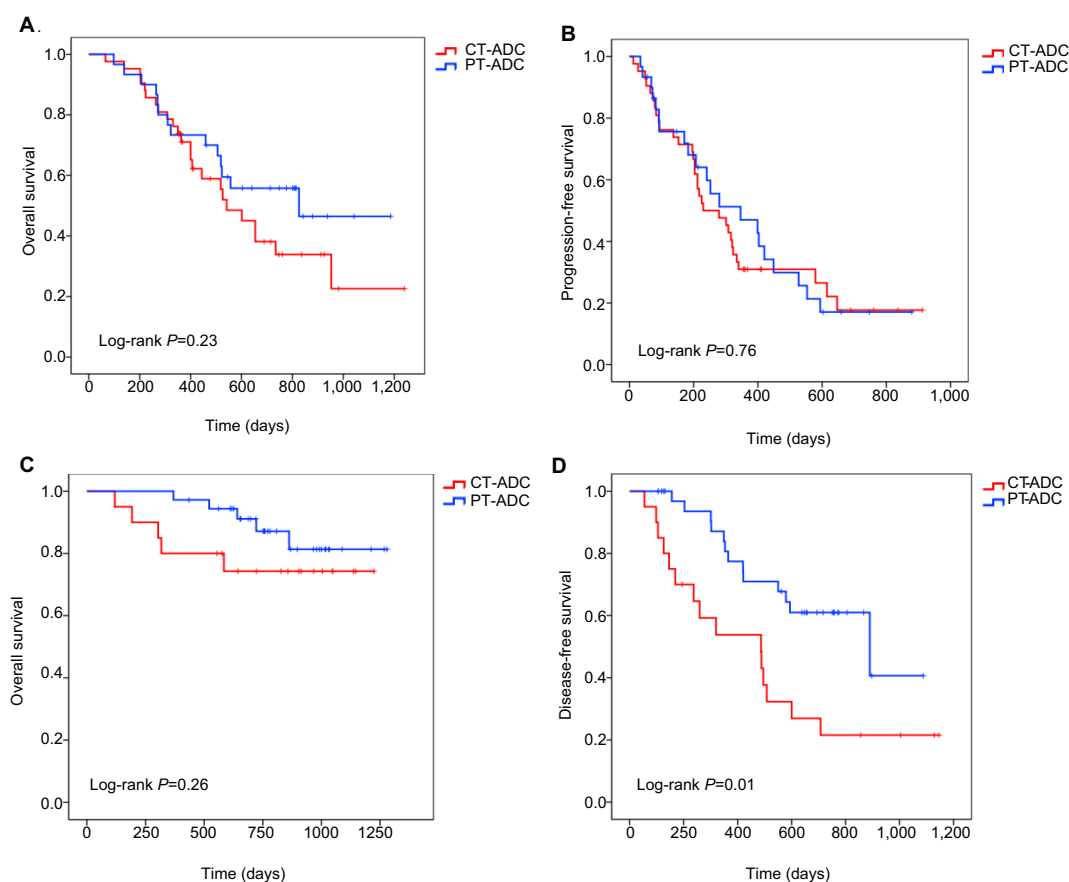 A.
CT-ADC
PT-ADC
1.0
0.8
0.6
0.4
0.2
0.0
Overall survival
Log-rank P=0.23
0 200 400 600 800 1,000 1,200
Time (days)
B
CT-ADC
PT-ADC
1.0
0.8
0.6
0.4
0.2
0.0
Progression-free survival
Log-rank P=0.76
0 200 400 600 800 1,000
Time (days)
C
CT-ADC
PT-ADC
1.0
0.8
0.6
0.4
0.2
0.0
Overall survival
Log-rank P=0.26
0 250 500 750 1000 1250
Time (days)
D
CT-ADC
PT-ADC
1.0
0.8
0.6
0.4
0.2
0.0
Disease-free survival
Log-rank P=0.01
0 250 400 600 800 1,000 1,200
Time (days)